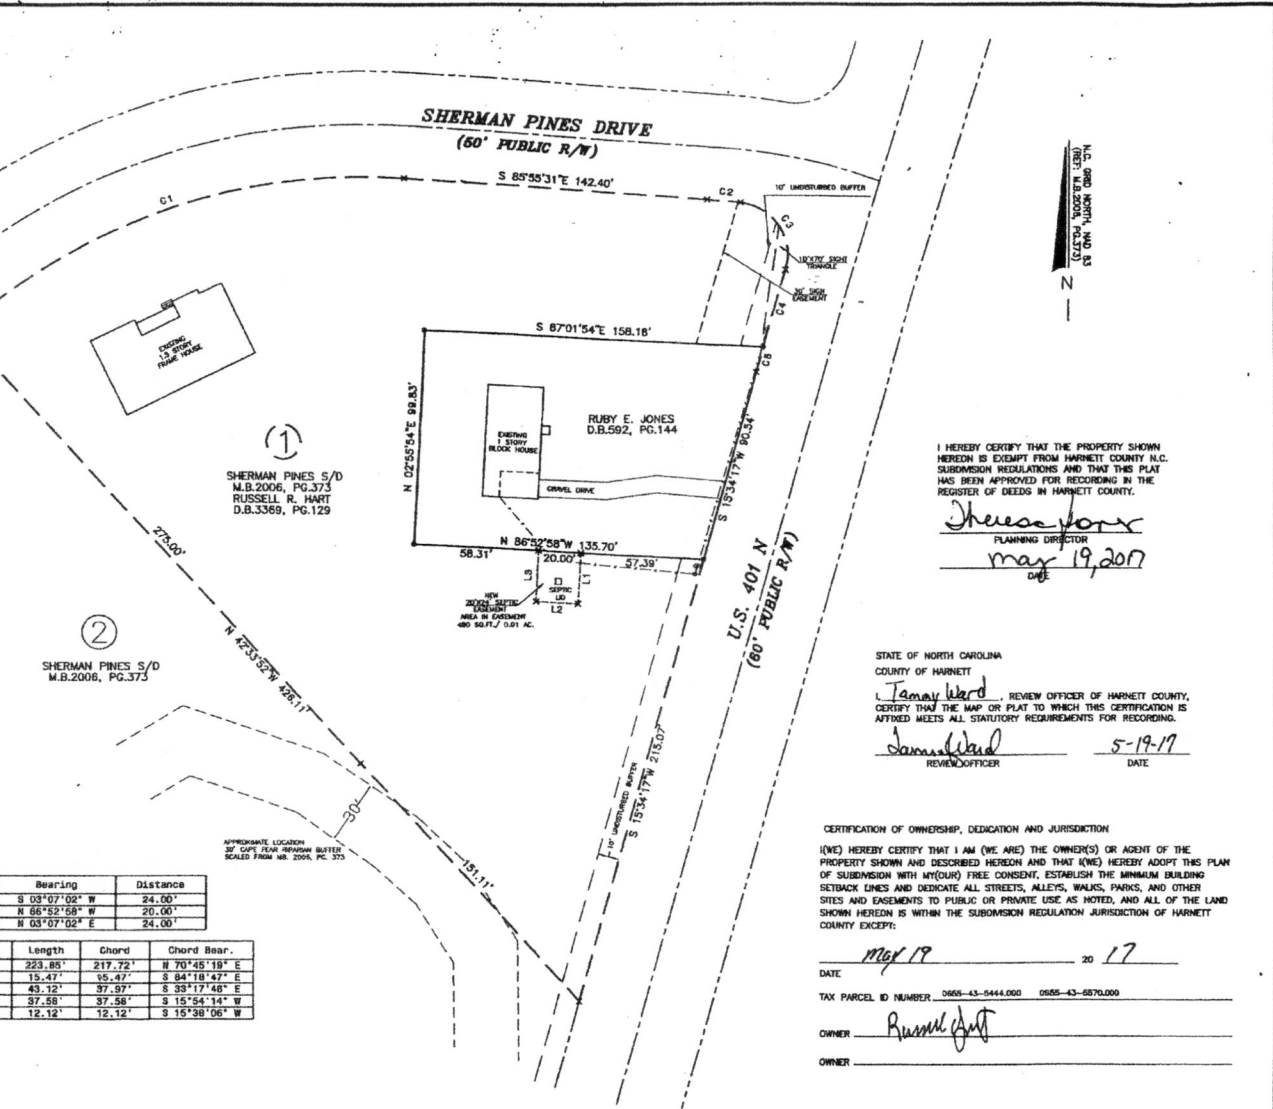 SHERMAN PINES DRIVE
(60' PUBLIC R/W)
S 85°55'31"E 142.40'
C1
C2
10' UNDISTURBED BUFFER
C3
10'X70' SIGHT
TRIANGLE
30' SIGN
EASEMENT
C4
C5
N.C. GRID NORTH, NAD 83
(REF: M.B.2006, PG.373)
N
EXISTING
1.5 STORY
FRAME HOUSE
S 87°01'54"E 158.18'
N 02°55'54"E 99.83'
EXISTING
1 STORY
BLOCK HOUSE
RUBY E. JONES
D.B.592, PG.144
GRAVEL DRIVE
S 15°34'17"W 90.54'
1
SHERMAN PINES S/D
M.B.2006, PG.373
RUSSELL R. HART
D.B.3369, PG.129
N 86°52'58"W 135.70'
58.31'
20.00'
57.39'
L3
L1
L2
SEPTIC
LID
NEW
20'X24' SEPTIC
EASEMENT
AREA IN EASEMENT
480 SQ.FT./ 0.01 AC.
U.S. 401 N
(60' PUBLIC R/W)
275.00'
N 42°33'52"W 426.11'
151.11'
2
SHERMAN PINES S/D
M.B.2006, PG.373
30'
APPROXIMATE LOCATION
30' CAPE FEAR RIPARIAN BUFFER
SCALED FROM MB. 2006, PG. 373
10' UNDISTURBED BUFFER
S 15°34'17"W 215.07'
Bearing Distance
S 03°07'02" W 24.00'
N 86°52'58" W 20.00'
N 03°07'02" E 24.00'
Length Chord Chord Bear.
223.85' 217.72' N 70°45'19" E
15.47' 15.47' S 84°18'47" E
43.12' 37.97' S 33°17'46" E
37.58' 37.58' S 15°54'14" W
12.12' 12.12' S 15°38'06" W
I HEREBY CERTIFY THAT THE PROPERTY SHOWN
HEREON IS EXEMPT FROM HARNETT COUNTY N.C.
SUBDIVISION REGULATIONS AND THAT THIS PLAT
HAS BEEN APPROVED FOR RECORDING IN THE
REGISTER OF DEEDS IN HARNETT COUNTY.
PLANNING DIRECTOR
May 19, 2017
DATE
STATE OF NORTH CAROLINA
COUNTY OF HARNETT
I, Tammy Ward, REVIEW OFFICER OF HARNETT COUNTY,
CERTIFY THAT THE MAP OR PLAT TO WHICH THIS CERTIFICATION IS
AFFIXED MEETS ALL STATUTORY REQUIREMENTS FOR RECORDING.
5-19-17
REVIEW OFFICER DATE
CERTIFICATION OF OWNERSHIP, DEDICATION AND JURISDICTION
I(WE) HEREBY CERTIFY THAT I AM (WE ARE) THE OWNER(S) OR AGENT OF THE
PROPERTY SHOWN AND DESCRIBED HEREON AND THAT I(WE) HEREBY ADOPT THIS PLAN
OF SUBDIVISION WITH MY(OUR) FREE CONSENT, ESTABLISH THE MINIMUM BUILDING
SETBACK LINES AND DEDICATE ALL STREETS, ALLEYS, WALKS, PARKS, AND OTHER
SITES AND EASEMENTS TO PUBLIC OR PRIVATE USE AS NOTED, AND ALL OF THE LAND
SHOWN HEREON IS WITHIN THE SUBDIVISION REGULATION JURISDICTION OF HARNETT
COUNTY EXCEPT:
May 19 20 17
DATE
TAX PARCEL ID NUMBER 0655-43-5444.000 0655-43-6570.000
OWNER
OWNER